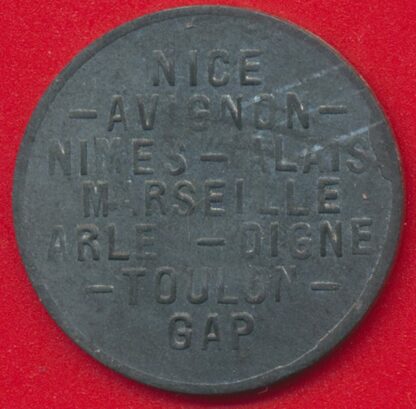 NICE
—AVIGNON—
NIMES — ALAIS
MARSEILLE
ARLE — DIGNE
—TOULON—
GAP